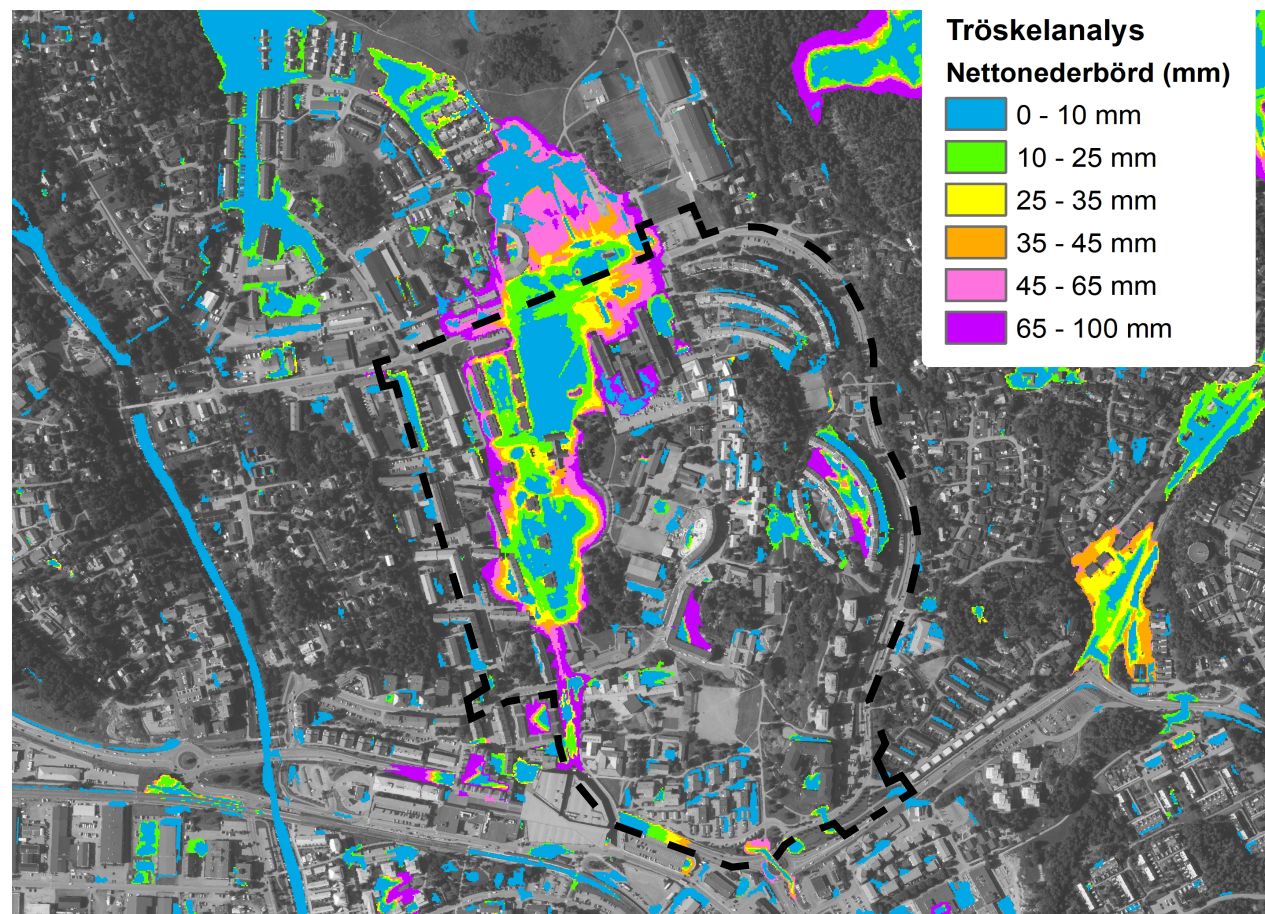 Tröskelanalys
Nettonederbörd (mm)
0 - 10 mm
10 - 25 mm
25 - 35 mm
35 - 45 mm
45 - 65 mm
65 - 100 mm